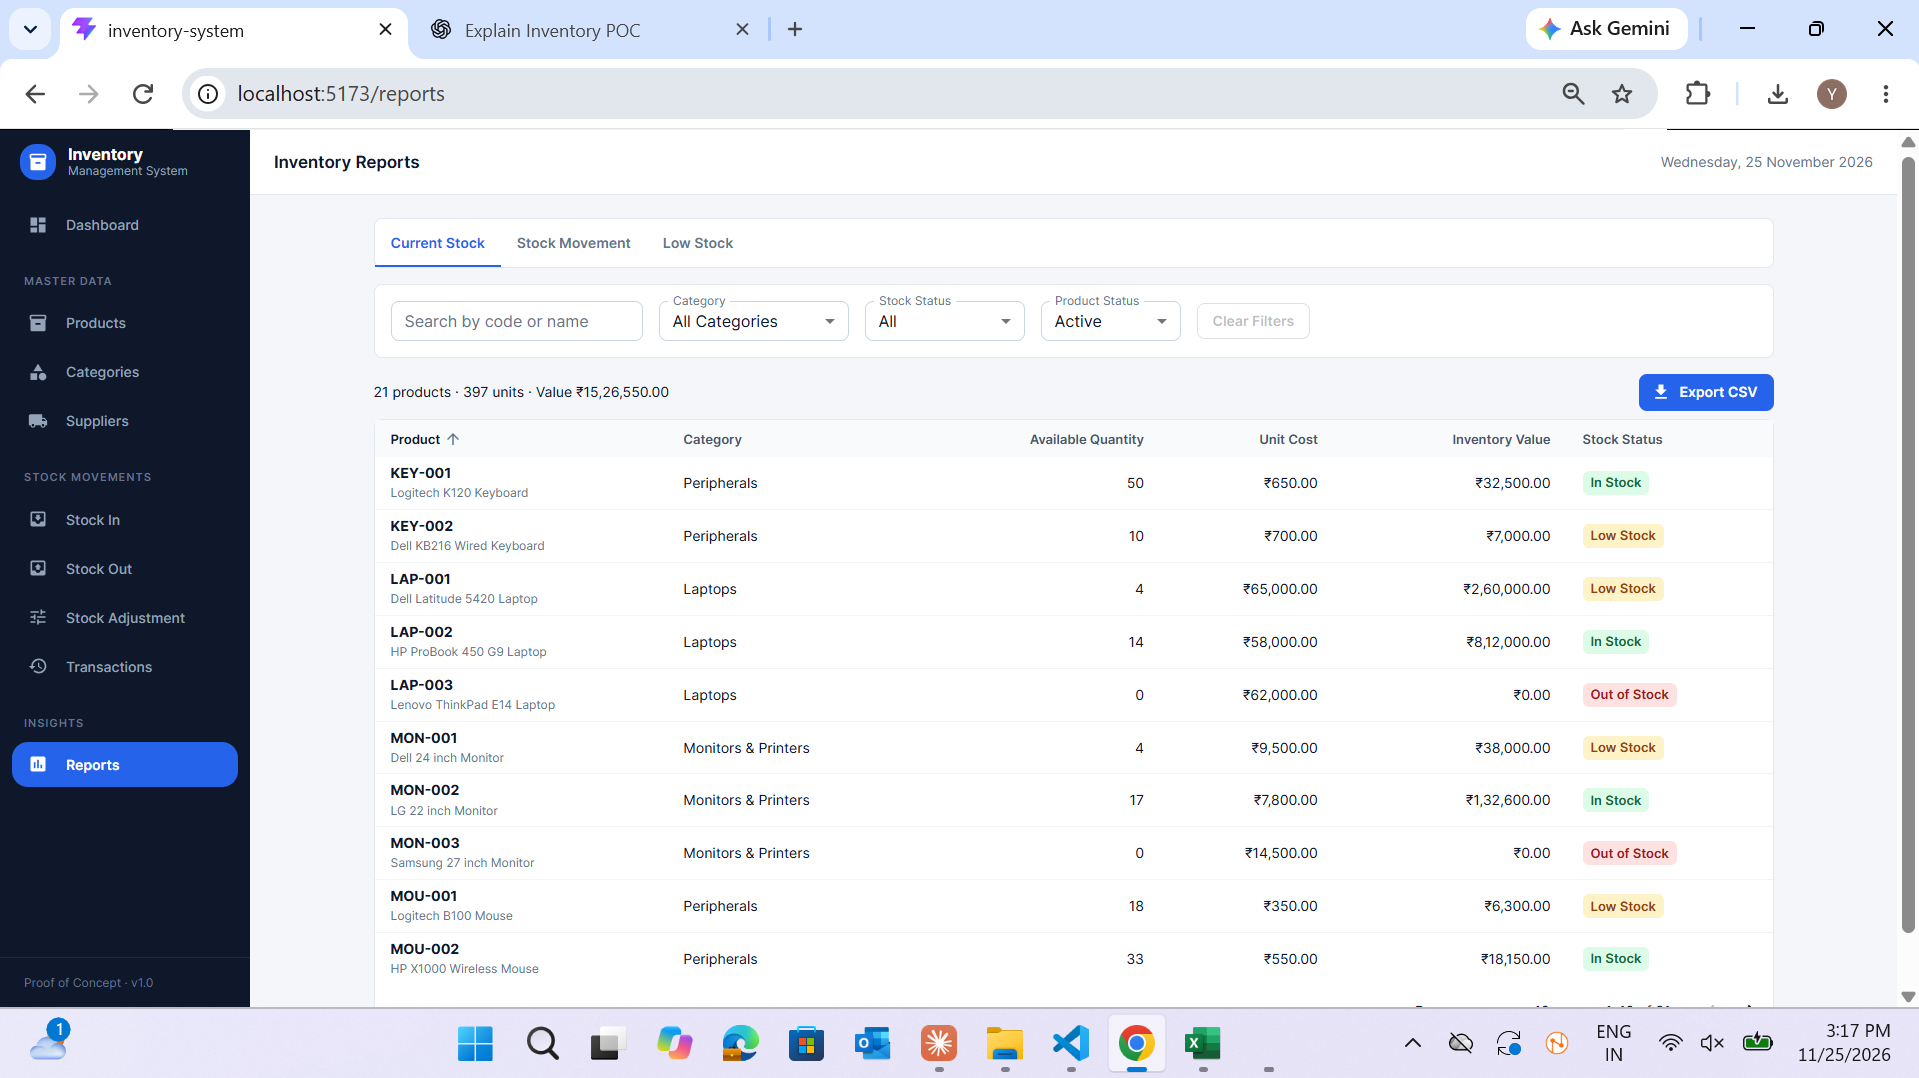 inventory-system
Explain Inventory POC
Ask Gemini
localhost:5173/reports
Y
Inventory
Management System
Dashboard
MASTER DATA
Products
Categories
Suppliers
STOCK MOVEMENTS
Stock In
Stock Out
Stock Adjustment
Transactions
INSIGHTS
Reports
Proof of Concept · v1.0
Inventory Reports
Wednesday, 25 November 2026
Current Stock Stock Movement Low Stock
Search by code or name
Category
All Categories
Stock Status
All
Product Status
Active
Clear Filters
21 products · 397 units · Value ₹15,26,550.00
Export CSV
Product Category Available Quantity Unit Cost Inventory Value Stock Status
KEY-001
Logitech K120 Keyboard
Peripherals 50 ₹650.00 ₹32,500.00 In Stock
KEY-002
Dell KB216 Wired Keyboard
Peripherals 10 ₹700.00 ₹7,000.00 Low Stock
LAP-001
Dell Latitude 5420 Laptop
Laptops 4 ₹65,000.00 ₹2,60,000.00 Low Stock
LAP-002
HP ProBook 450 G9 Laptop
Laptops 14 ₹58,000.00 ₹8,12,000.00 In Stock
LAP-003
Lenovo ThinkPad E14 Laptop
Laptops 0 ₹62,000.00 ₹0.00 Out of Stock
MON-001
Dell 24 inch Monitor
Monitors & Printers 4 ₹9,500.00 ₹38,000.00 Low Stock
MON-002
LG 22 inch Monitor
Monitors & Printers 17 ₹7,800.00 ₹1,32,600.00 In Stock
MON-003
Samsung 27 inch Monitor
Monitors & Printers 0 ₹14,500.00 ₹0.00 Out of Stock
MOU-001
Logitech B100 Mouse
Peripherals 18 ₹350.00 ₹6,300.00 Low Stock
MOU-002
HP X1000 Wireless Mouse
Peripherals 33 ₹550.00 ₹18,150.00 In Stock
1
ENG
IN
3:17 PM
11/25/2026